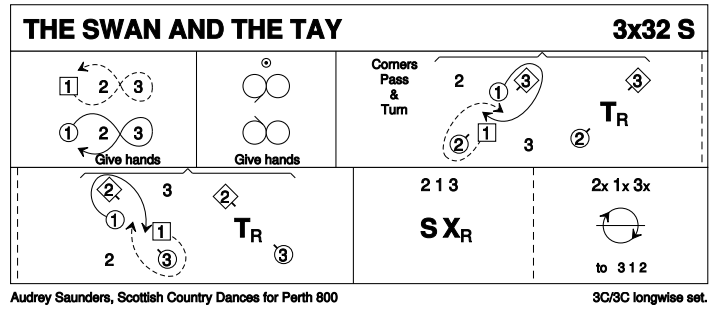 THE SWAN AND THE TAY 3x32 S
1 2 3
1 2 3
Give hands
Give hands
Corners
Pass
&
Turn
2 1 3 3
2 1 3 2
TR
2 3 2
1 1
2 3 3
TR
2 1 3
S XR
2x 1x 3x
to 3 1 2
Audrey Saunders, Scottish Country Dances for Perth 800 3C/3C longwise set.